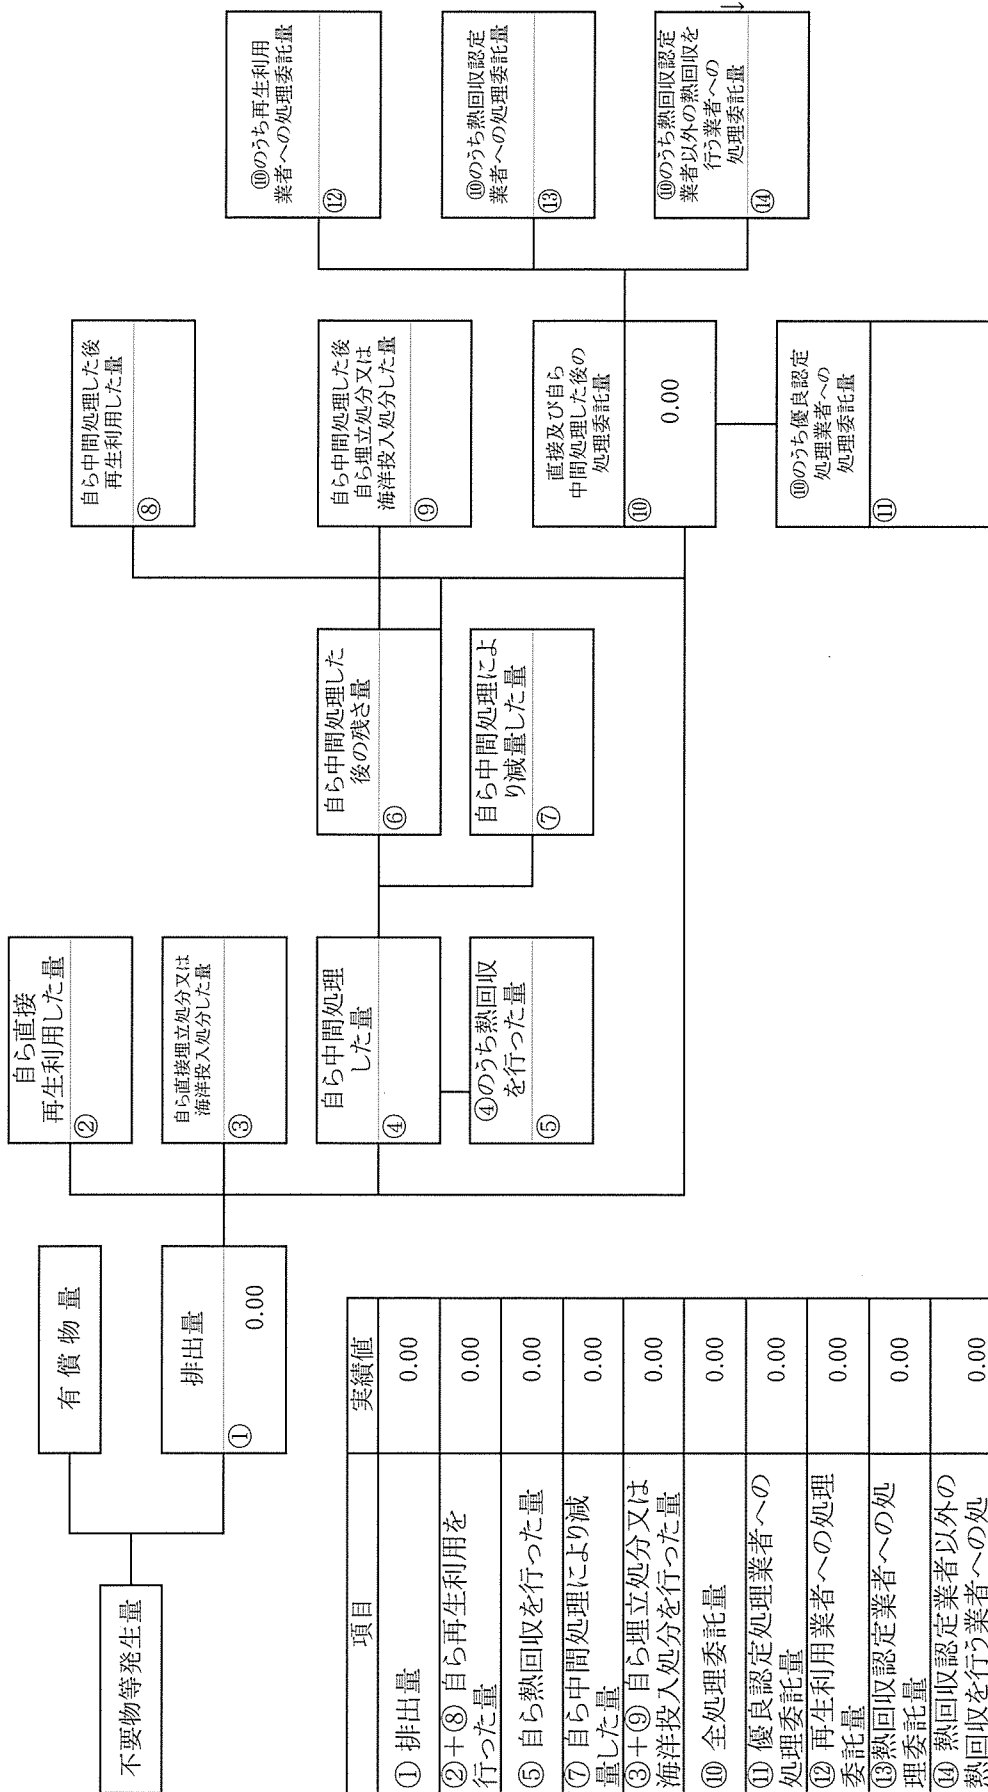 不要物等発生量
有償物量
排出量
①
0.00
自ら直接
再生利用した量
②
自ら直接埋立処分又は
海洋投入処分した量
③
自ら中間処理
した量
④
④のうち熱回収
を行った量
⑤
自ら中間処理した
後の残さ量
⑥
自ら中間処理によ
り減量した量
⑦
自ら中間処理した後
再生利用した量
⑧
自ら中間処理した後
自ら埋立処分又は
海洋投入処分した量
⑨
直接及び自ら
中間処理した後の
処理委託量
⑩
0.00
⑩のうち優良認定
処理業者への
処理委託量
⑪
⑩のうち再生利用
業者への処理委託量
⑫
⑩のうち熱回収認定
業者への処理委託量
⑬
⑩のうち熱回収認定
業者以外の熱回収を
行う業者への
処理委託量
⑭
項目 実績値
① 排出量 0.00
②+⑧ 自ら再生利用を
行った量 0.00
⑤ 自ら熱回収を行った量 0.00
⑦ 自ら中間処理により減
量した量 0.00
③+⑨ 自ら埋立処分又は
海洋投入処分を行った量 0.00
⑩ 全処理委託量 0.00
⑪ 優良認定処理業者への
処理委託量 0.00
⑫ 再生利用業者への処理
委託量 0.00
⑬熱回収認定業者への処
理委託量 0.00
⑭ 熱回収認定業者以外の
熱回収を行う業者への処 0.00